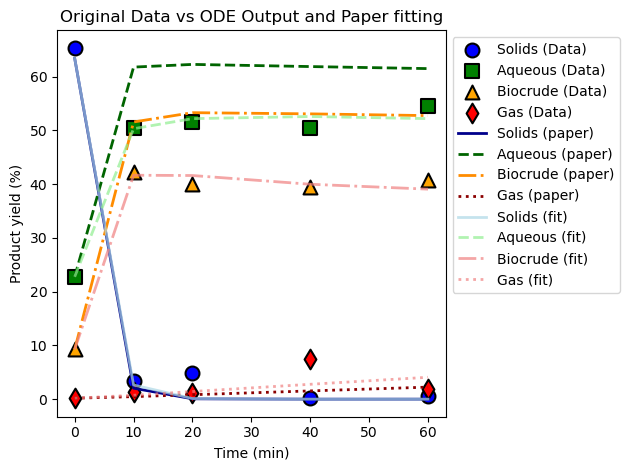 Original Data vs ODE Output and Paper fitting
Product yield (%)
60
50
40
30
20
10
0
0 10 20 30 40 50 60
Time (min)
Solids (Data)
Aqueous (Data)
Biocrude (Data)
Gas (Data)
Solids (paper)
Aqueous (paper)
Biocrude (paper)
Gas (paper)
Solids (fit)
Aqueous (fit)
Biocrude (fit)
Gas (fit)